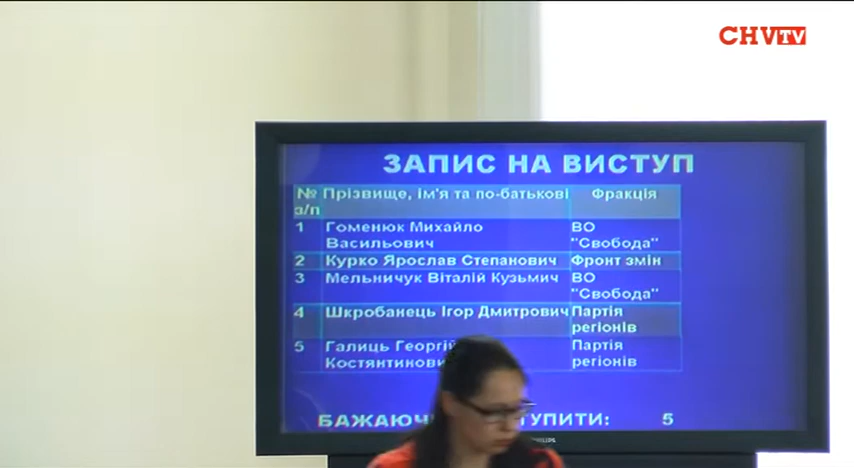 CHVTV
ЗАПИС НА ВИСТУП
№ Прізвище, ім'я та по-батькові Фракція
з/п
1 Гоменюк Михайло ВО
Васильович "Свобода"
2 Курко Ярослав Степанович Фронт змін
3 Мельничук Віталій Кузьмич ВО
"Свобода"
4 Шкробанець Ігор Дмитрович Партія
регіонів
5 Галиць Партія
регіонів
5
PHILIPS